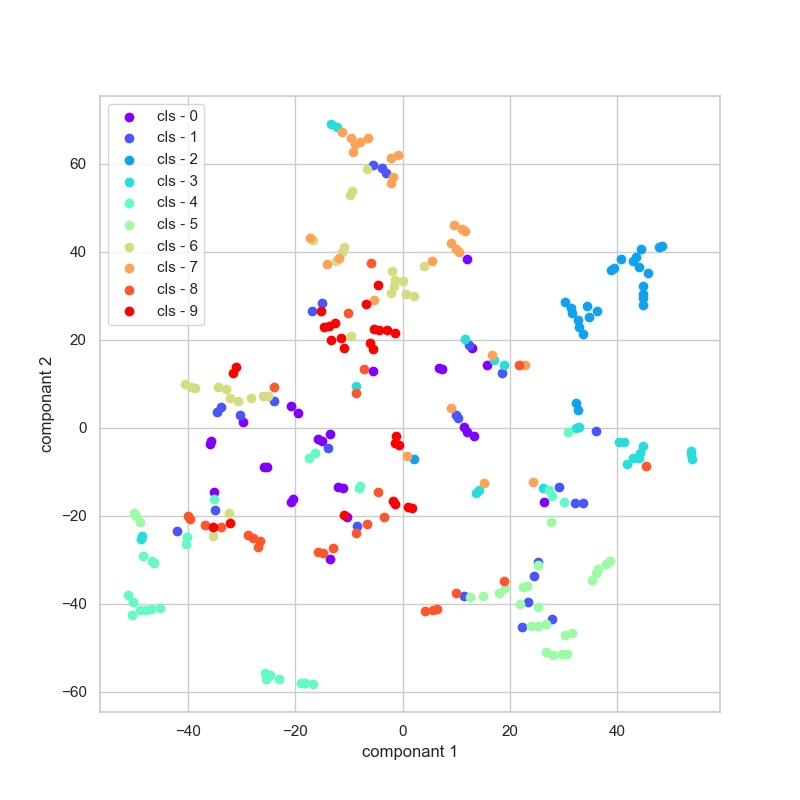 cls - 0
cls - 1
cls - 2
cls - 3
cls - 4
cls - 5
cls - 6
cls - 7
cls - 8
cls - 9
60
40
20
0
−20
−40
−60
−40 −20 0 20 40
componant 1
componant 2